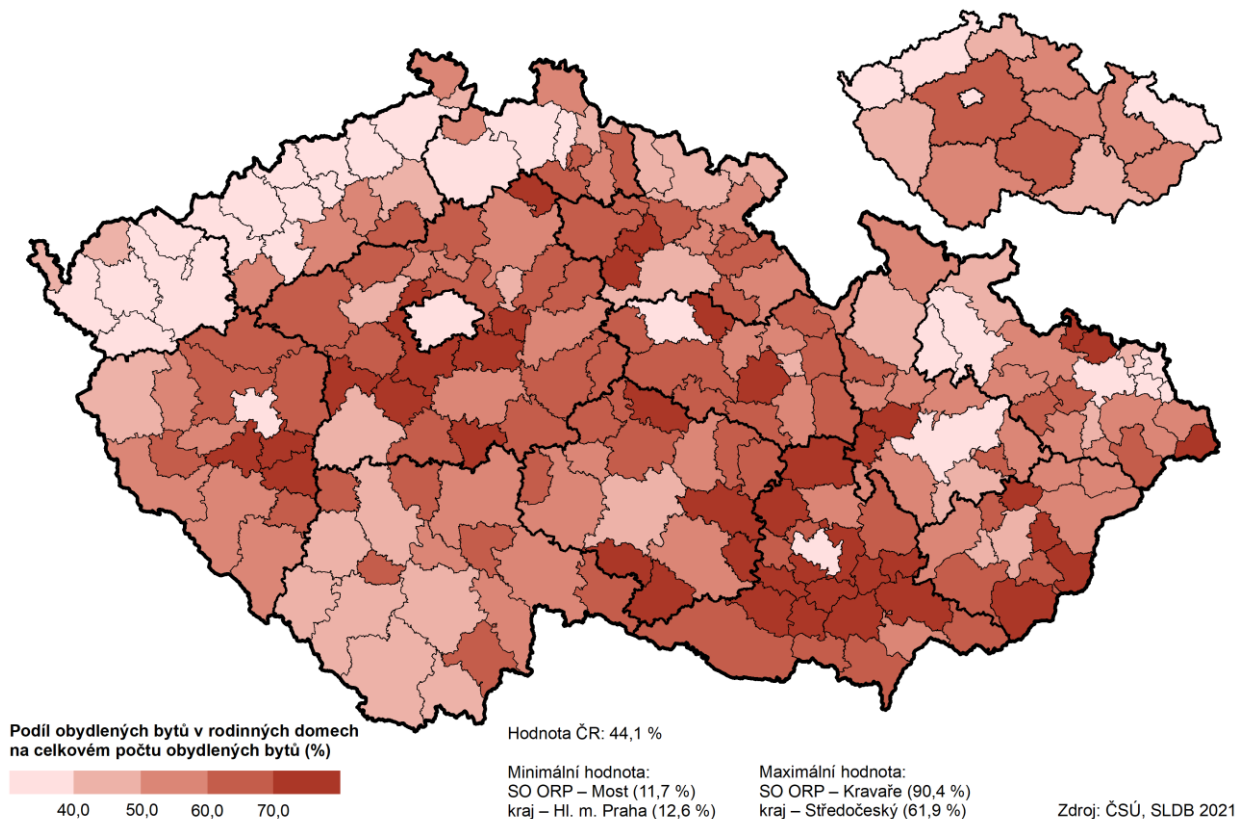 Podíl obydlených bytů v rodinných domech
na celkovém počtu obydlených bytů (%)
40,0 50,0 60,0 70,0
Hodnota ČR: 44,1 %
Minimální hodnota:
SO ORP – Most (11,7 %)
kraj – Hl. m. Praha (12,6 %)
Maximální hodnota:
SO ORP – Kravaře (90,4 %)
kraj – Středočeský (61,9 %)
Zdroj: ČSÚ, SLDB 2021